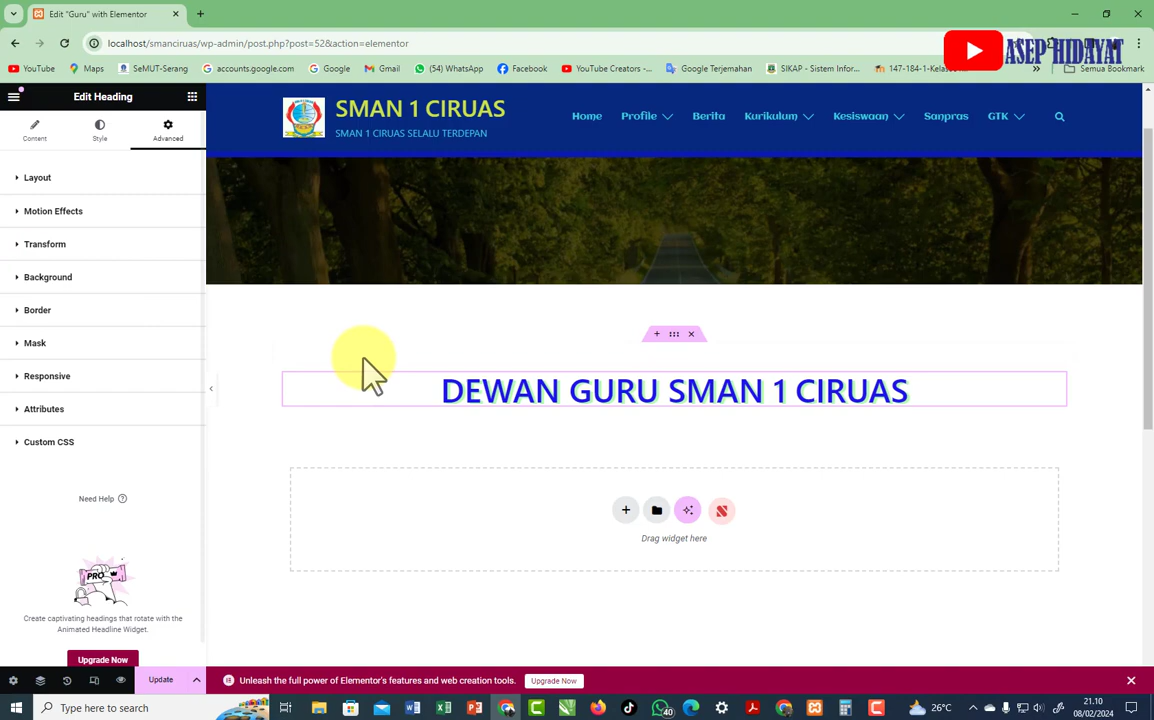 Edit "Guru" with Elementor
localhost/smanciruas/wp-admin/post.php?post=52&action=elementor
ASEP HIDAYAT
YouTube
Maps
SeMUT-Serang
accounts.google.com
Google
Gmail
(54) WhatsApp
Facebook
YouTube Creators -...
Google Terjemahan
SIKAP - Sistem Infor...
147-184-1-Kelas...
»
Semua Bookmark
Edit Heading
Content
Style
Advanced
Layout
Motion Effects
Transform
Background
Border
Mask
Responsive
Attributes
Custom CSS
Need Help
PRO
Create captivating headings that rotate with the
Animated Headline Widget.
Upgrade Now
Update
SMAN 1 CIRUAS
SMAN 1 CIRUAS SELALU TERDEPAN
Home
Profile
Berita
Kurikulum
Kesiswaan
Sanpras
GTK
DEWAN GURU SMAN 1 CIRUAS
Drag widget here
Unleash the full power of Elementor's features and web creation tools.
Upgrade Now
Type here to search
40
26°C
21.10
08/02/2024